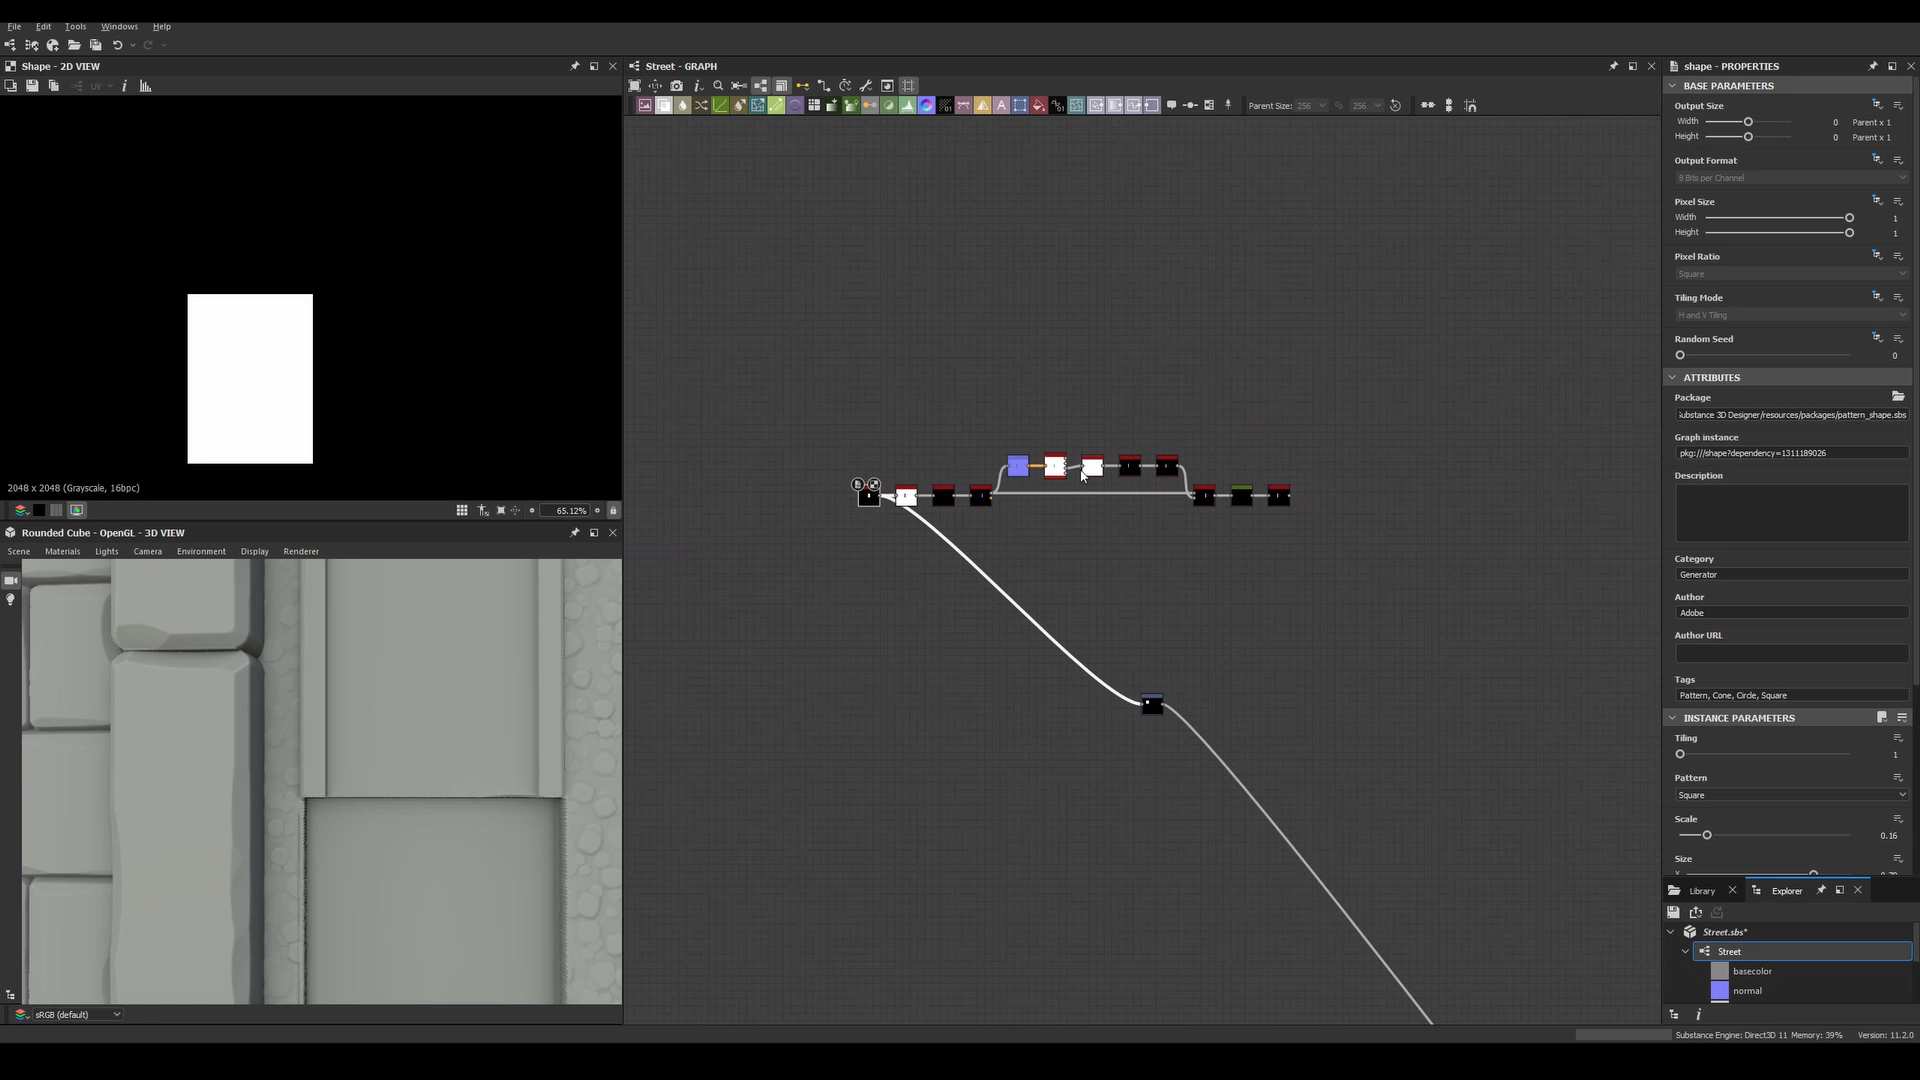 File Edit Tools Windows Help
Shape - 2D VIEW
UV
2048 x 2048 (Grayscale, 16bpc)
65.12%
Rounded Cube - OpenGL - 3D VIEW
Scene Materials Lights Camera Environment Display Renderer
sRGB (default)
Street - GRAPH
Parent Size: 256 256
shape - PROPERTIES
BASE PARAMETERS
Output Size
Width 0 Parent x 1
Height 0 Parent x 1
Output Format
8 Bits per Channel
Pixel Size
Width 1
Height 1
Pixel Ratio
Square
Tiling Mode
H and V Tiling
Random Seed
0
ATTRIBUTES
Package
ubstance 3D Designer/resources/packages/pattern_shape.sbs
Graph instance
pkg:///shape?dependency=1311189026
Description
Category
Generator
Author
Adobe
Author URL
Tags
Pattern, Cone, Circle, Square
INSTANCE PARAMETERS
Tiling
1
Pattern
Square
Scale
0.16
Size
Library Explorer
Street.sbs*
Street
basecolor
normal
Substance Engine: Direct3D 11 Memory: 39% Version: 11.2.0